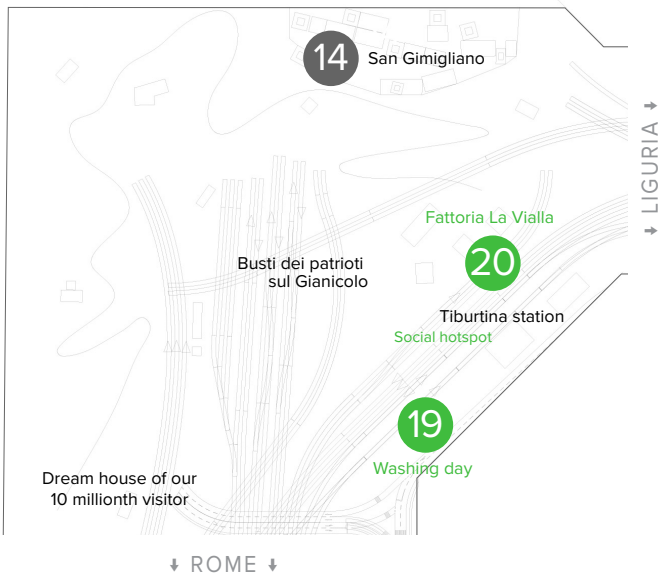 14
San Gimigliano
LIGURIA
Fattoria La Vialla
20
Busti dei patrioti
sul Gianicolo
Tiburtina station
Social hotspot
19
Washing day
Dream house of our
10 millionth visitor
ROME